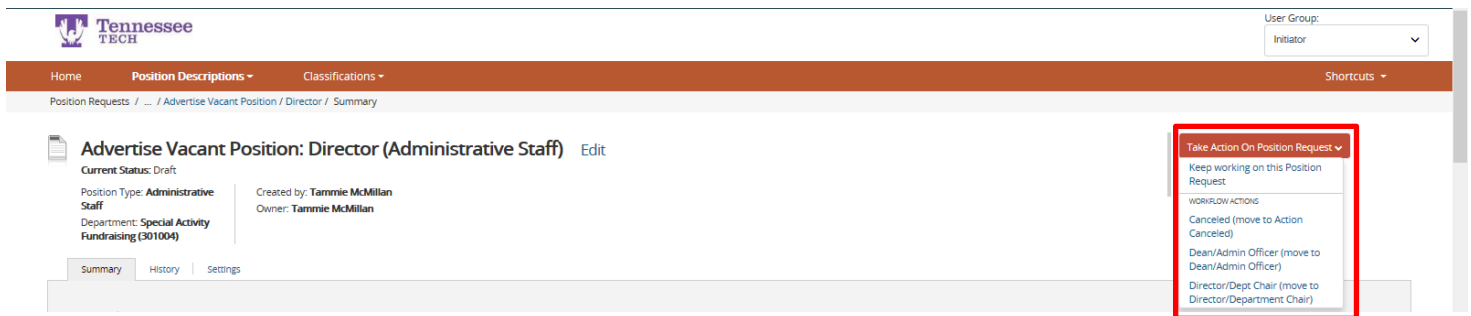 Tennessee
TECH
User Group:
Initiator
Home Position Descriptions Classifications Shortcuts
Position Requests / ... / Advertise Vacant Position / Director / Summary
Advertise Vacant Position: Director (Administrative Staff) Edit
Current Status: Draft
Position Type: Administrative
Staff
Department: Special Activity
Fundraising (301004)
Created by: Tammie McMillan
Owner: Tammie McMillan
Summary History Settings
Take Action On Position Request
Keep working on this Position
Request
WORKFLOW ACTIONS
Canceled (move to Action
Canceled)
Dean/Admin Officer (move to
Dean/Admin Officer)
Director/Dept Chair (move to
Director/Department Chair)